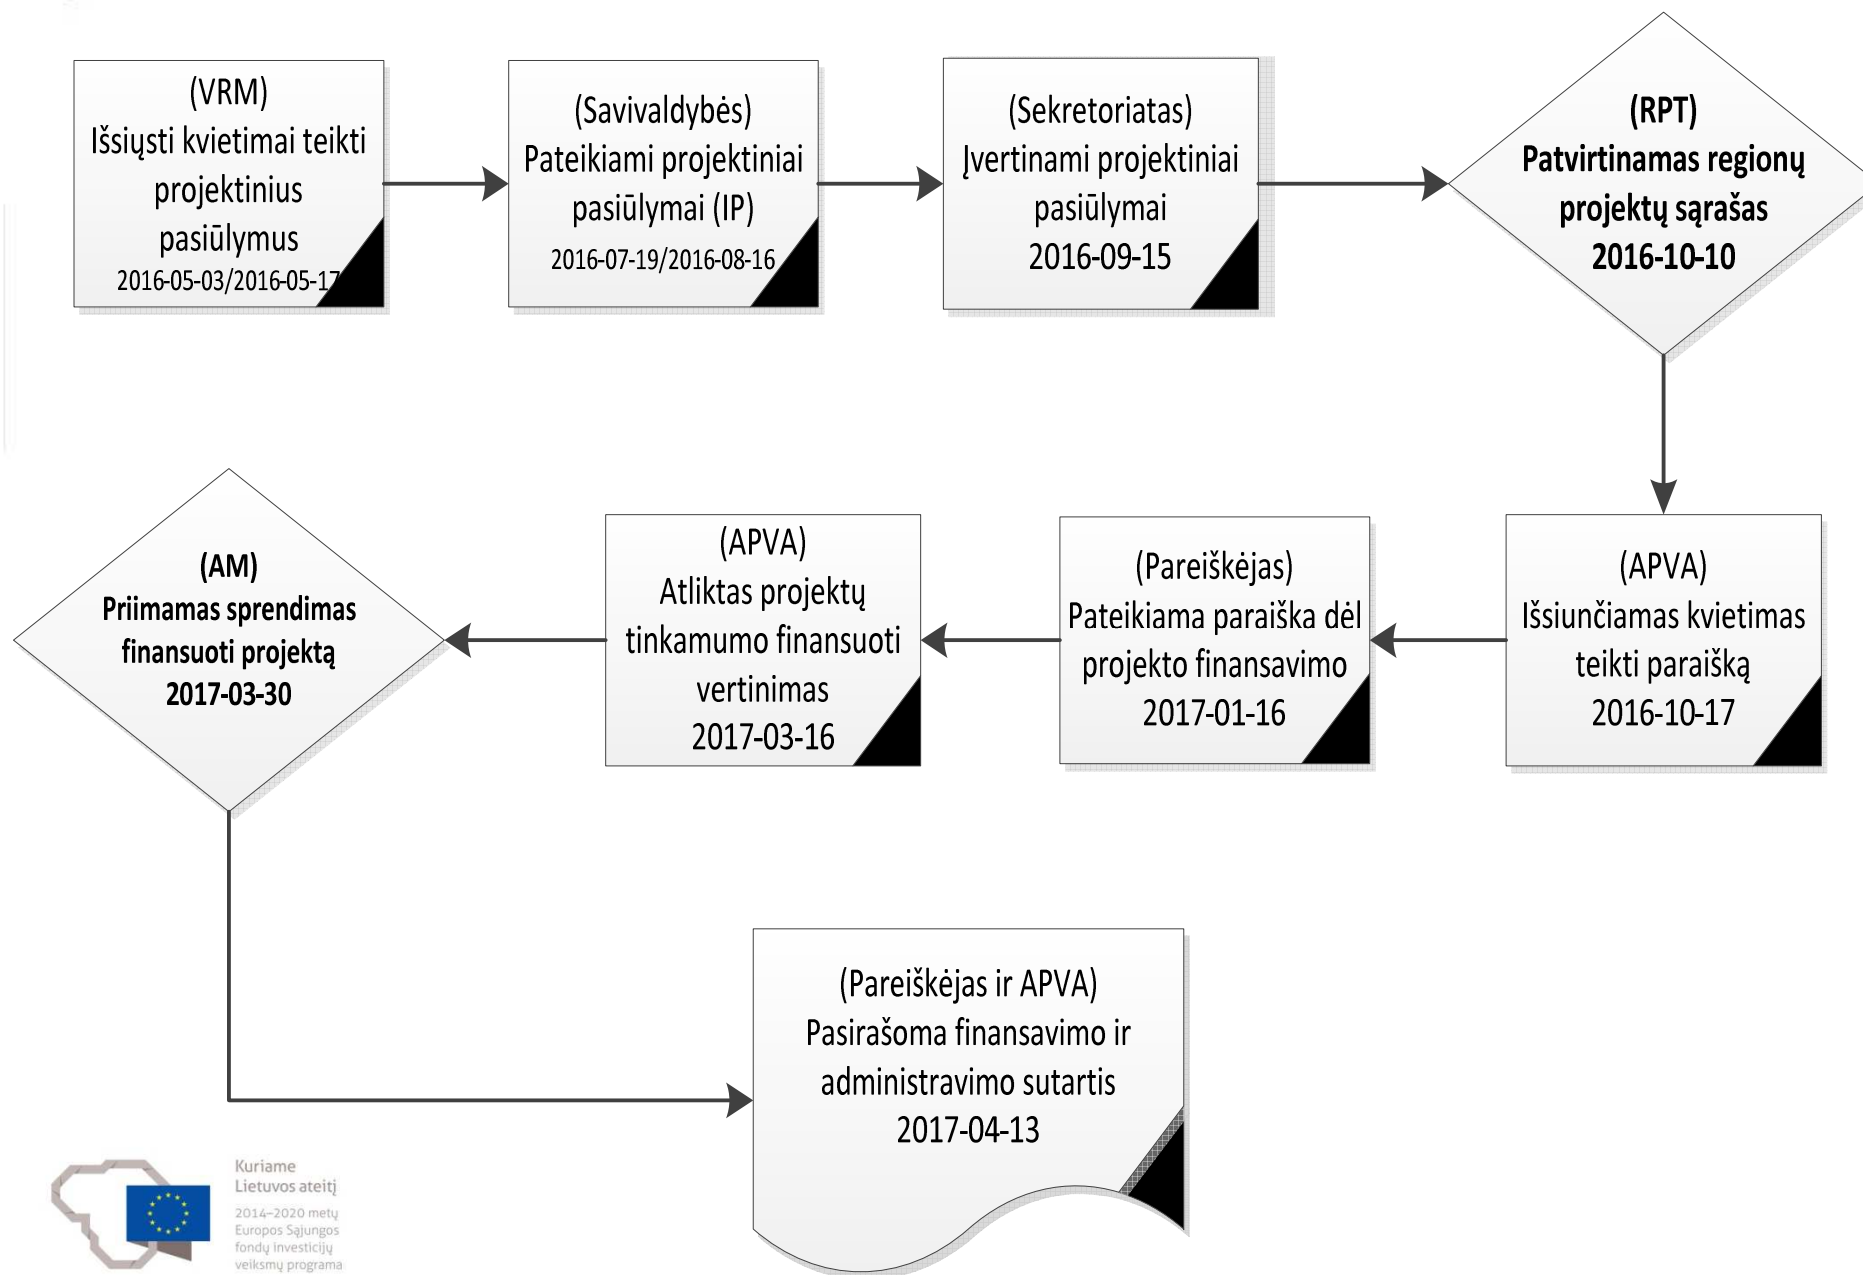 (VRM)
Išsiųsti kvietimai teikti
projektinius
pasiūlymus
2016-05-03/2016-05-17
(Savivaldybės)
Pateikiami projektiniai
pasiūlymai (IP)
2016-07-19/2016-08-16
(Sekretoriatas)
Įvertinami projektiniai
pasiūlymai
2016-09-15
(RPT)
Patvirtinamas regionų
projektų sąrašas
2016-10-10
(APVA)
Išsiunčiamas kvietimas
teikti paraišką
2016-10-17
(Pareiškėjas)
Pateikiama paraiška dėl
projekto finansavimo
2017-01-16
(APVA)
Atliktas projektų
tinkamumo finansuoti
vertinimas
2017-03-16
(AM)
Priimamas sprendimas
finansuoti projektą
2017-03-30
(Pareiškėjas ir APVA)
Pasirašoma finansavimo ir
administravimo sutartis
2017-04-13
Kuriame
Lietuvos ateitį
2014–2020 metų
Europos Sąjungos
fondų investicijų
veiksmų programa